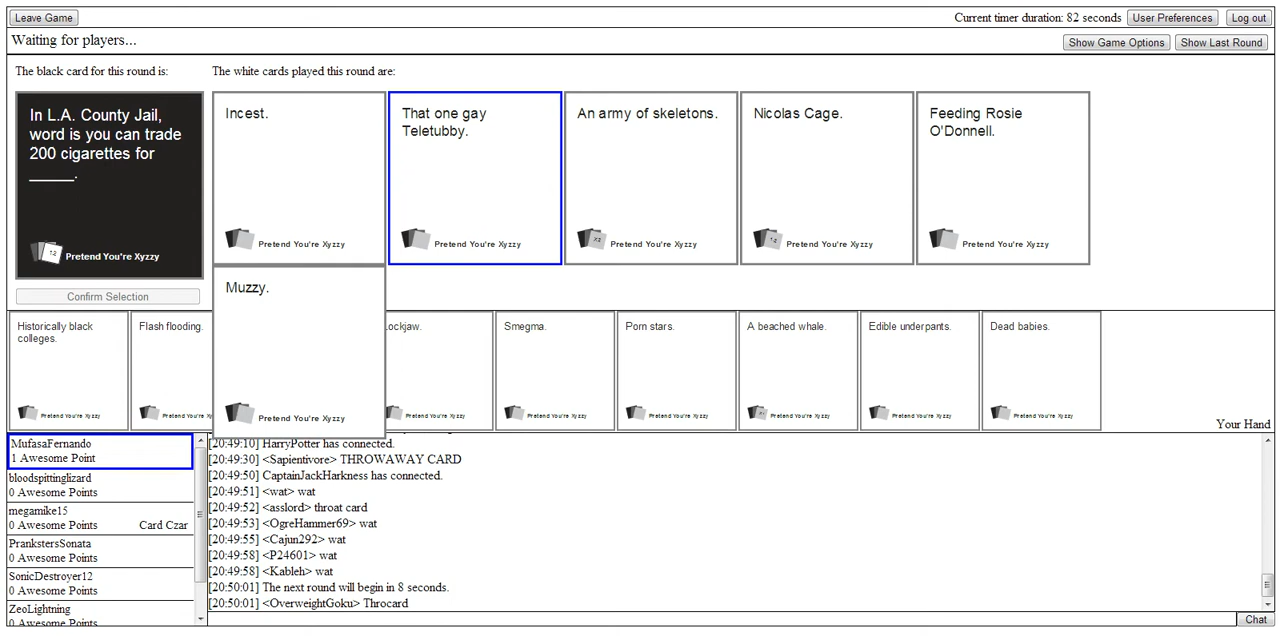 Leave Game
Current timer duration: 82 seconds
User Preferences
Log out
Waiting for players...
Show Game Options
Show Last Round
The black card for this round is:
The white cards played this round are:
In L.A. County Jail,
word is you can trade
200 cigarettes for
_____.
Pretend You're Xyzzy
Confirm Selection
Incest.
Pretend You're Xyzzy
That one gay
Teletubby.
Pretend You're Xyzzy
An army of skeletons.
Pretend You're Xyzzy
Nicolas Cage.
1.2
Pretend You're Xyzzy
Feeding Rosie
O'Donnell.
Pretend You're Xyzzy
Muzzy.
Pretend You're Xyzzy
Historically black
colleges.
Pretend You're Xyzzy
Flash flooding.
Pretend You're X
ockjaw.
Pretend You're Xyzzy
Smegma.
Pretend You're Xyzzy
Porn stars.
Pretend You're Xyzzy
A beached whale.
Pretend You're Xyzzy
Edible underpants.
Pretend You're Xyzzy
Dead babies.
Pretend You're Xyzzy
Your Hand
MufasaFernando
1 Awesome Point
bloodspittinglizard
0 Awesome Points
megamike15
0 Awesome Points
Card Czar
PrankstersSonata
0 Awesome Points
SonicDestroyer12
0 Awesome Points
ZeoLightning
0 Awesome Points
[20:49:10] HarryPotter has connected.
[20:49:30] <Sapientivore> THROWAWAY CARD
[20:49:50] CaptainJackHarkness has connected.
[20:49:51] <wat> wat
[20:49:52] <asslord> throat card
[20:49:53] <OgreHammer69> wat
[20:49:55] <Cajun292> wat
[20:49:58] <P24601> wat
[20:49:58] <Kableh> wat
[20:50:01] The next round will begin in 8 seconds.
[20:50:01] <OverweightGoku> Throcard
Chat